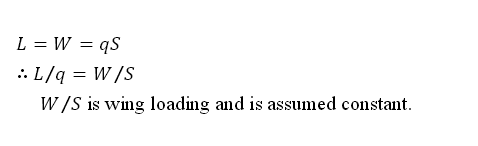 L = W = qS
∴ L/q = W/S
W/S is wing loading and is assumed constant.